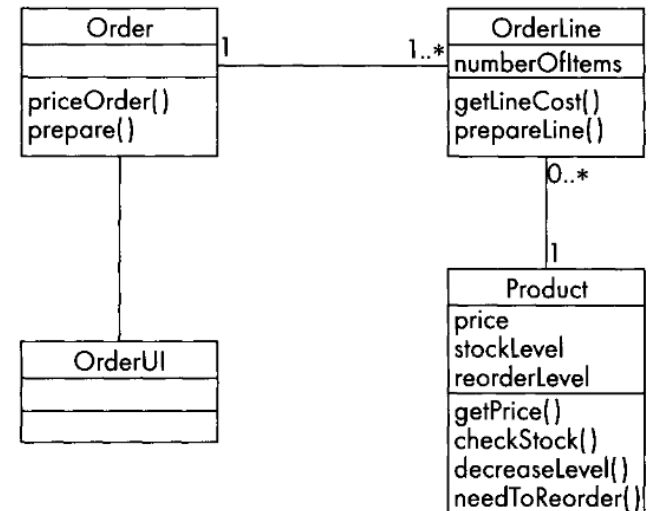 Order
priceOrder()
prepare()
1
1..*
OrderLine
numberOfItems
getLineCost()
prepareLine()
0..*
1
Product
price
stockLevel
reorderLevel
getPrice()
checkStock()
decreaseLevel()
needToReorder()
OrderUI